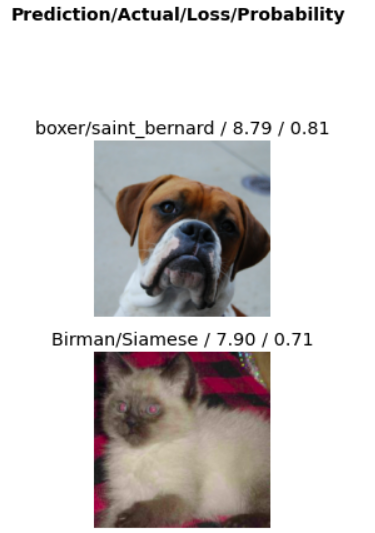 Prediction/Actual/Loss/Probability
boxer/saint_bernard / 8.79 / 0.81
Birman/Siamese / 7.90 / 0.71